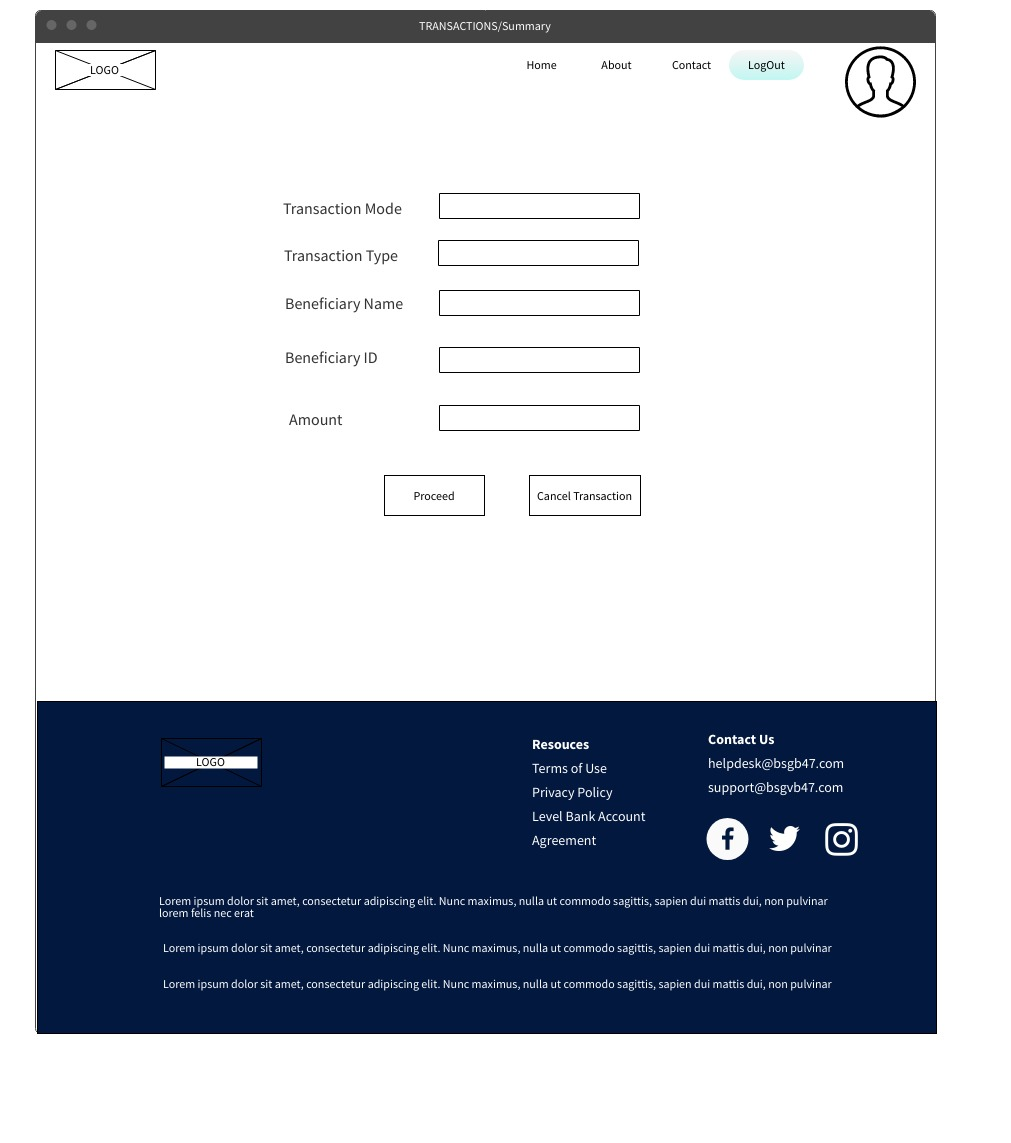 TRANSACTIONS/Summary
LOGO
Home
About
Contact
LogOut
Transaction Mode
Transaction Type
Beneficiary Name
Beneficiary ID
Amount
Proceed
Cancel Transaction
LOGO
Resouces
Terms of Use
Privacy Policy
Level Bank Account
Agreement
Contact Us
helpdesk@bsgb47.com
support@bsgvb47.com
Lorem ipsum dolor sit amet, consectetur adipiscing elit. Nunc maximus, nulla ut commodo sagittis, sapien dui mattis dui, non pulvinar
lorem felis nec erat
Lorem ipsum dolor sit amet, consectetur adipiscing elit. Nunc maximus, nulla ut commodo sagittis, sapien dui mattis dui, non pulvinar
Lorem ipsum dolor sit amet, consectetur adipiscing elit. Nunc maximus, nulla ut commodo sagittis, sapien dui mattis dui, non pulvinar